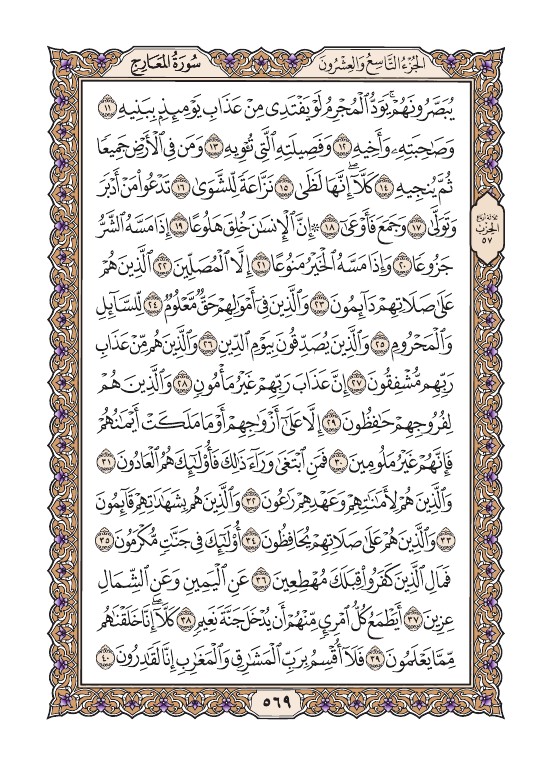 الجُزْءُ التَّاسِعُ وَالعِشْرُونَ
سُورَةُ المَعَارِجِ
يُبَصَّرُونَهُمْۚ يَوَدُّ ٱلْمُجْرِمُ لَوْ يَفْتَدِى مِنْ عَذَابِ يَوْمِئِذٍۭ بِبَنِيهِ ١١
وَصَٰحِبَتِهِۦ وَأَخِيهِ ١٢ وَفَصِيلَتِهِ ٱلَّتِى تُـْٔوِيهِ ١٣ وَمَن فِى ٱلْأَرْضِ جَمِيعًا
ثُمَّ يُنجِيهِ ١٤ كَلَّآۖ إِنَّهَا لَظَىٰ ١٥ نَزَّاعَةً لِّلشَّوَىٰ ١٦ تَدْعُوا۟ مَنْ أَدْبَرَ
وَتَوَلَّىٰ ١٧ وَجَمَعَ فَأَوْعَىٰٓ ١٨ ۞ إِنَّ ٱلْإِنسَٰنَ خُلِقَ هَلُوعًا ١٩ إِذَا مَسَّهُ ٱلشَّرُّ
جَزُوعًا ٢٠ وَإِذَا مَسَّهُ ٱلْخَيْرُ مَنُوعًا ٢١ إِلَّا ٱلْمُصَلِّينَ ٢٢ ٱلَّذِينَ هُمْ
عَلَىٰ صَلَاتِهِمْ دَآئِمُونَ ٢٣ وَٱلَّذِينَ فِىٓ أَمْوَٰلِهِمْ حَقٌّ مَّعْلُومٌ ٢٤ لِّلسَّآئِلِ
وَٱلْمَحْرُومِ ٢٥ وَٱلَّذِينَ يُصَدِّقُونَ بِيَوْمِ ٱلدِّينِ ٢٦ وَٱلَّذِينَ هُم مِّنْ عَذَابِ
رَبِّهِم مُّشْفِقُونَ ٢٧ إِنَّ عَذَابَ رَبِّهِمْ غَيْرُ مَأْمُونٍ ٢٨ وَٱلَّذِينَ هُمْ
لِفُرُوجِهِمْ حَٰفِظُونَ ٢٩ إِلَّا عَلَىٰٓ أَزْوَٰجِهِمْ أَوْ مَا مَلَكَتْ أَيْمَٰنُهُمْ
فَإِنَّهُمْ غَيْرُ مَلُومِينَ ٣٠ فَمَنِ ٱبْتَغَىٰ وَرَآءَ ذَٰلِكَ فَأُو۟لَٰٓئِكَ هُمُ ٱلْعَادُونَ ٣١
وَٱلَّذِينَ هُمْ لِأَمَٰنَٰتِهِمْ وَعَهْدِهِمْ رَٰعُونَ ٣٢ وَٱلَّذِينَ هُم بِشَهَٰدَٰتِهِمْ قَآئِمُونَ
٣٣ وَٱلَّذِينَ هُمْ عَلَىٰ صَلَاتِهِمْ يُحَافِظُونَ ٣٤ أُو۟لَٰٓئِكَ فِى جَنَّٰتٍ مُّكْرَمُونَ ٣٥
فَمَالِ ٱلَّذِينَ كَفَرُوا۟ قِبَلَكَ مُهْطِعِينَ ٣٦ عَنِ ٱلْيَمِينِ وَعَنِ ٱلشِّمَالِ
عِزِينَ ٣٧ أَيَطْمَعُ كُلُّ ٱمْرِئٍ مِّنْهُمْ أَن يُدْخَلَ جَنَّةَ نَعِيمٍ ٣٨ كَلَّآۖ إِنَّا خَلَقْنَٰهُم
مِّمَّا يَعْلَمُونَ ٣٩ فَلَآ أُقْسِمُ بِرَبِّ ٱلْمَشَٰرِقِ وَٱلْمَغَٰرِبِ إِنَّا لَقَٰدِرُونَ ٤٠
الحِزْبِ
٥٧
٥٦٩